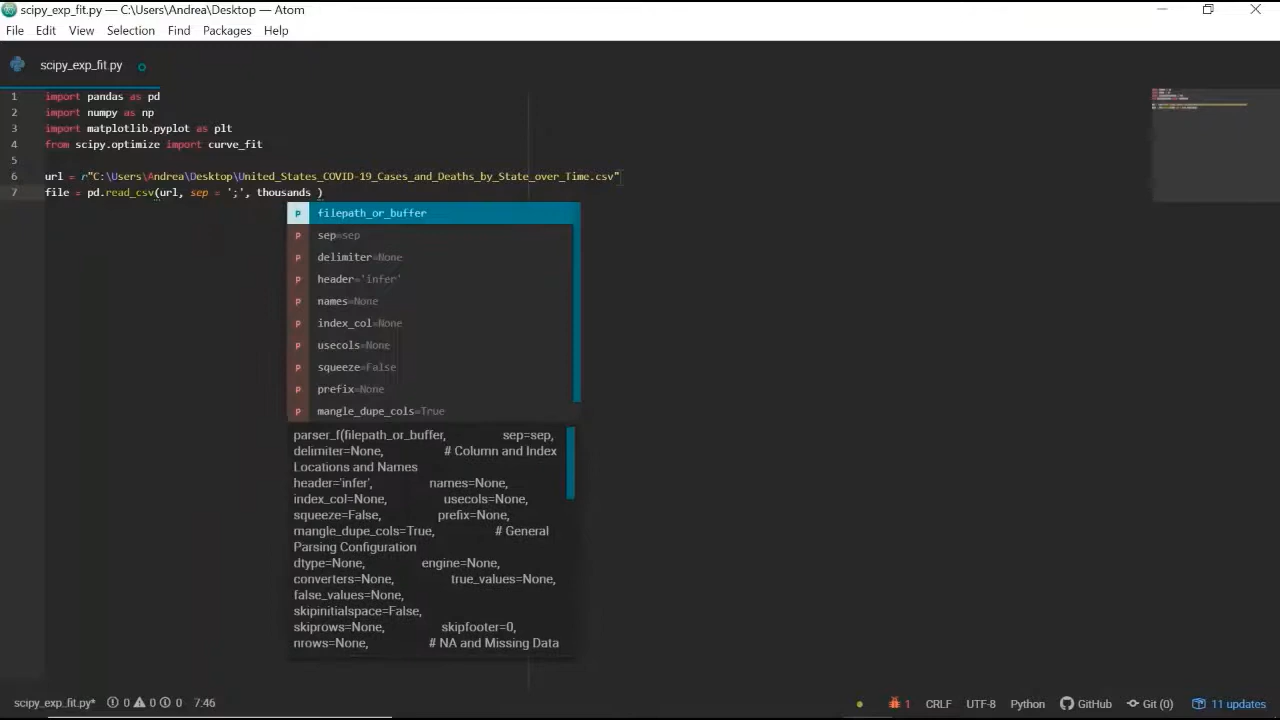 scipy_exp_fit.py — C:\Users\Andrea\Desktop — Atom
File Edit View Selection Find Packages Help
scipy_exp_fit.py
1 import pandas as pd
2 import numpy as np
3 import matplotlib.pyplot as plt
4 from scipy.optimize import curve_fit
5
6 url = r"C:\Users\Andrea\Desktop\United_States_COVID-19_Cases_and_Deaths_by_State_over_Time.csv"
7 file = pd.read_csv(url, sep = ';', thousands )
p filepath_or_buffer
p sep=sep
p delimiter=None
p header='infer'
p names=None
p index_col=None
p usecols=None
p squeeze=False
p prefix=None
p mangle_dupe_cols=True
parser_f(filepath_or_buffer, sep=sep,
delimiter=None, # Column and Index
Locations and Names
header='infer', names=None,
index_col=None, usecols=None,
squeeze=False, prefix=None,
mangle_dupe_cols=True, # General
Parsing Configuration
dtype=None, engine=None,
converters=None, true_values=None,
false_values=None,
skipinitialspace=False,
skiprows=None, skipfooter=0,
nrows=None, # NA and Missing Data
scipy_exp_fit.py* 0 0 0 7:46 1 CRLF UTF-8 Python GitHub Git (0) 11 updates